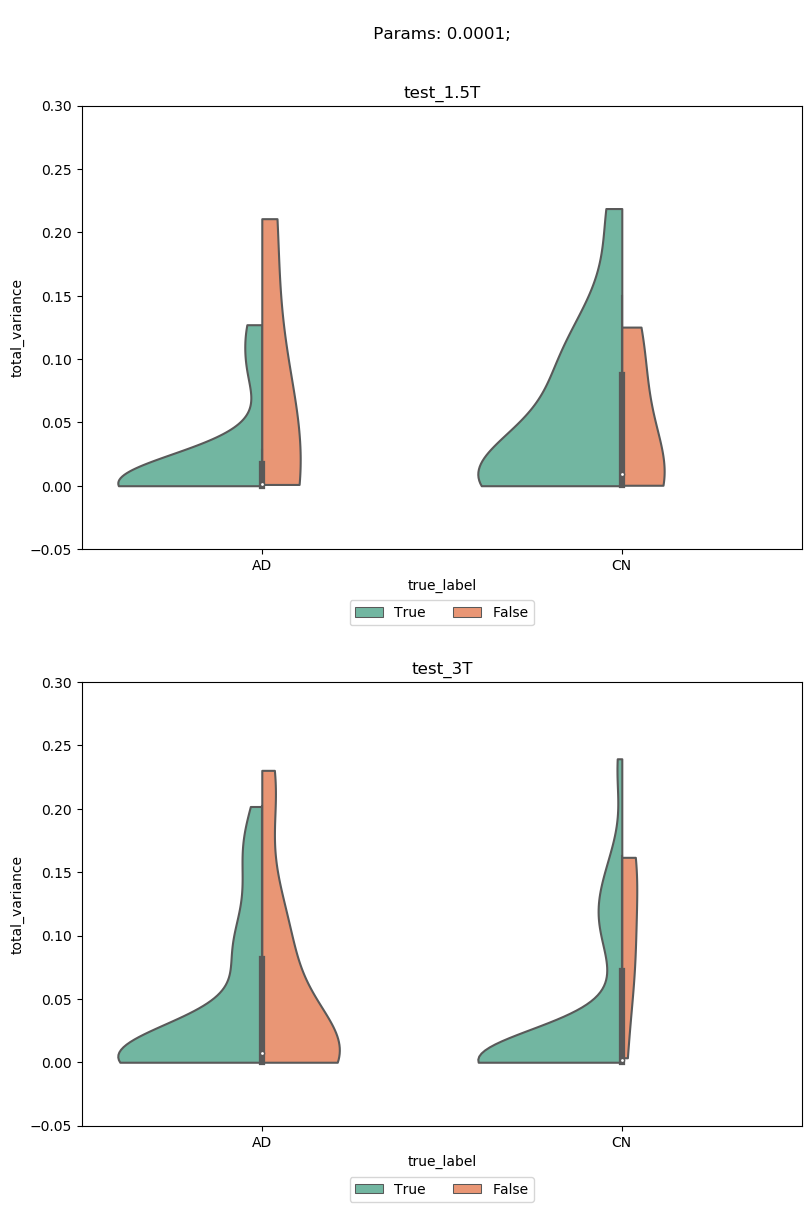 Params: 0.0001;
test_1.5T
0.30
0.25
0.20
0.15
0.10
0.05
0.00
−0.05
total_variance
AD CN
true_label
True False
test_3T
0.30
0.25
0.20
0.15
0.10
0.05
0.00
−0.05
total_variance
AD CN
true_label
True False